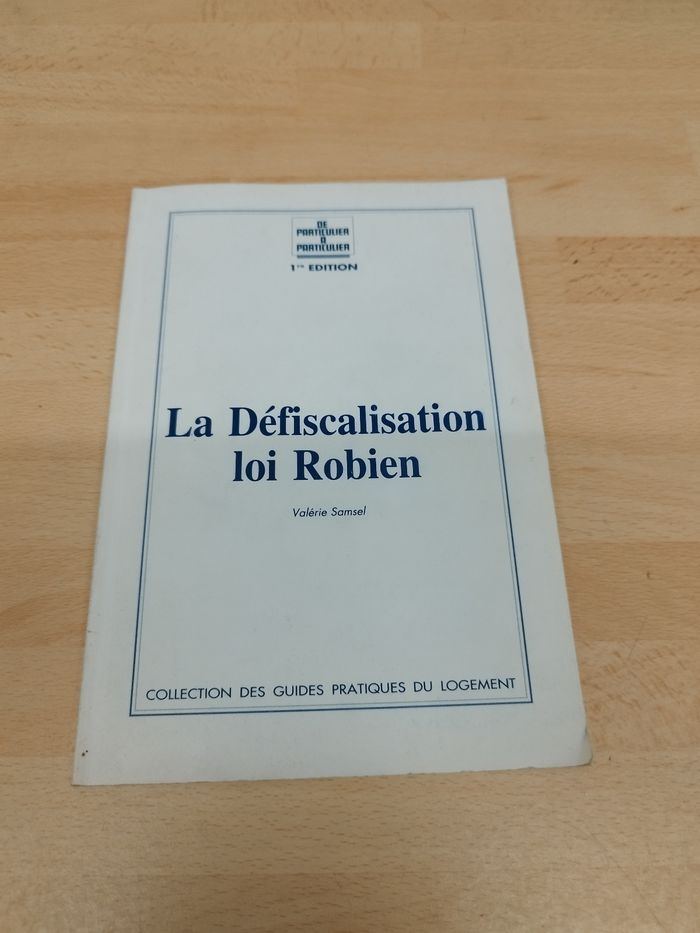 DE
PARTICULIER
A
PARTICULIER
1re EDITION
La Défiscalisation
loi Robien
Valérie Samsel
COLLECTION DES GUIDES PRATIQUES DU LOGEMENT